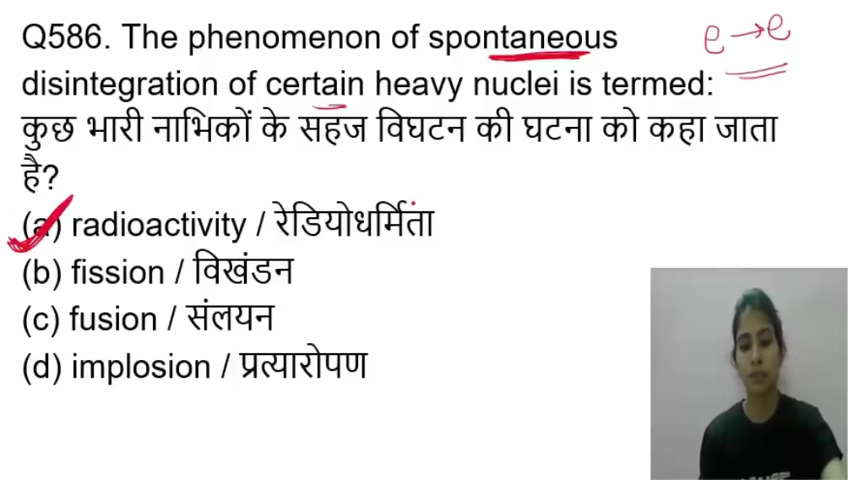 Q586. The phenomenon of spontaneous
e → e
disintegration of certain heavy nuclei is termed:
कुछ भारी नाभिकों के सहज विघटन की घटना को कहा जाता
है?
(a) radioactivity / रेडियोधर्मिता
(b) fission / विखंडन
(c) fusion / संलयन
(d) implosion / प्रत्यारोपण